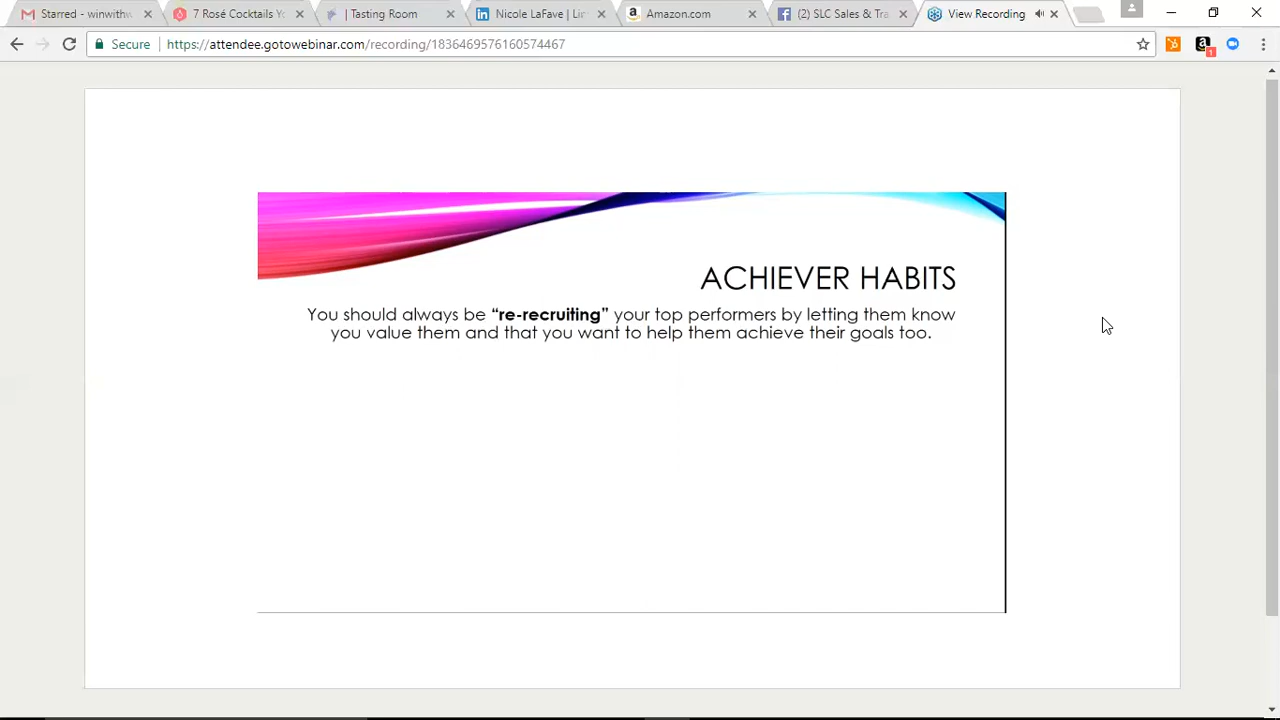 Starred - winwith
7 Rosé Cocktails Yo
| Tasting Room
Nicole LaFave | Lin
Amazon.com
(2) SLC Sales & Tra
View Recording
Secure
https://attendee.gotowebinar.com/recording/1836469576160574467
1
ACHIEVER HABITS
You should always be “re-recruiting” your top performers by letting them know
you value them and that you want to help them achieve their goals too.